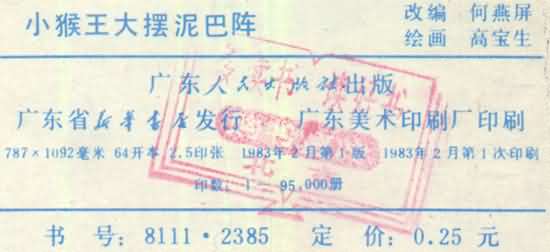 小猴王大摆泥巴阵
改编 何燕屏
绘画 高宝生
广东人民出版社出版
广东省新华书店发行 广东美术印刷厂印刷
787×1092毫米 64开本 2.5印张 1983年2月第1版 1983年2月第1次印刷
印数：1—95,000册
书号：8111·2385 定价：0.25元